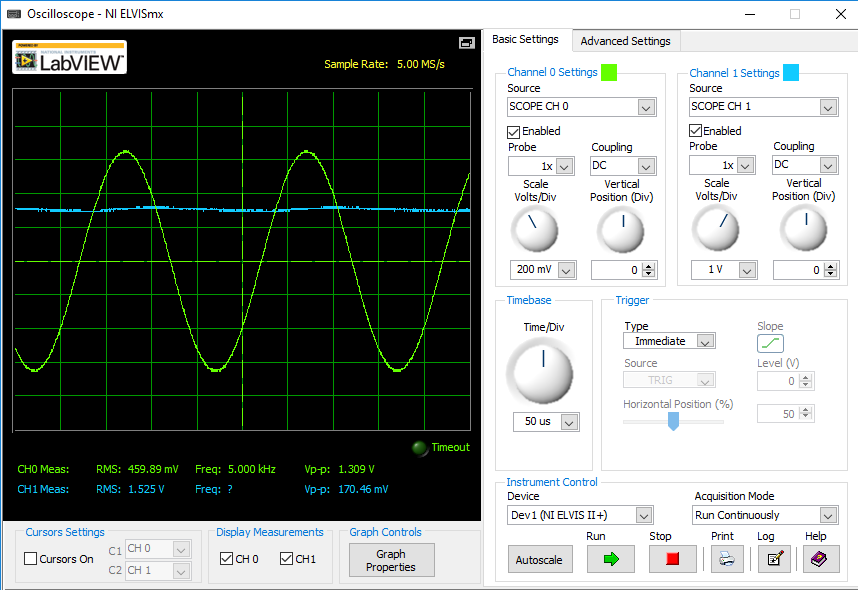 Oscilloscope - NI ELVISmx
POWERED BY
NATIONAL INSTRUMENTS
LabVIEW™
Sample Rate: 5.00 MS/s
Timeout
CH0 Meas: RMS: 459.89 mV Freq: 5.000 kHz Vp-p: 1.309 V
CH1 Meas: RMS: 1.525 V Freq: ? Vp-p: 170.46 mV
Cursors Settings
Cursors On
C1 CH 0
C2 CH 1
Display Measurements
CH 0 CH1
Graph Controls
Graph
Properties
Basic Settings Advanced Settings
Channel 0 Settings
Source
SCOPE CH 0
Enabled
Probe Coupling
1x DC
Scale Vertical
Volts/Div Position (Div)
200 mV 0
Channel 1 Settings
Source
SCOPE CH 1
Enabled
Probe Coupling
1x DC
Scale Vertical
Volts/Div Position (Div)
1 V 0
Timebase
Time/Div
50 us
Trigger
Type Slope
Immediate
Source Level (V)
TRIG 0
Horizontal Position (%)
50
Instrument Control
Device Acquisition Mode
Dev1 (NI ELVIS II+) Run Continuously
Run Stop Print Log Help
Autoscale